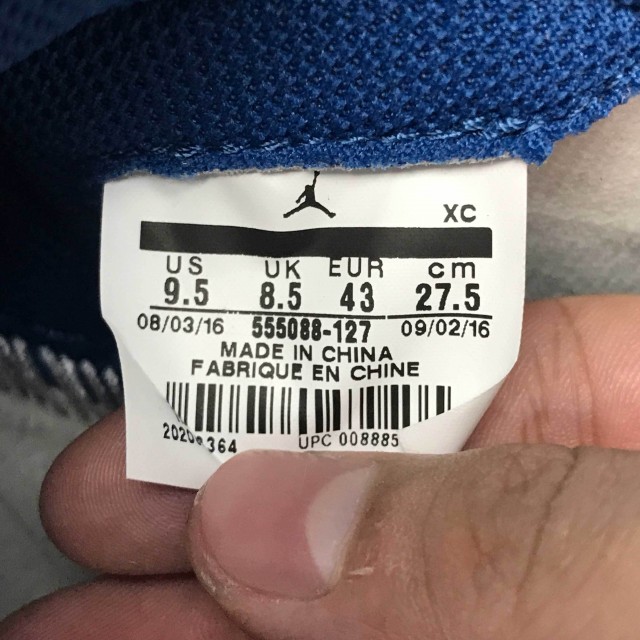 XC
US UK EUR cm
9.5 8.5 43 27.5
08/03/16 555088-127 09/02/16
MADE IN CHINA
FABRIQUE EN CHINE
UPC 008885